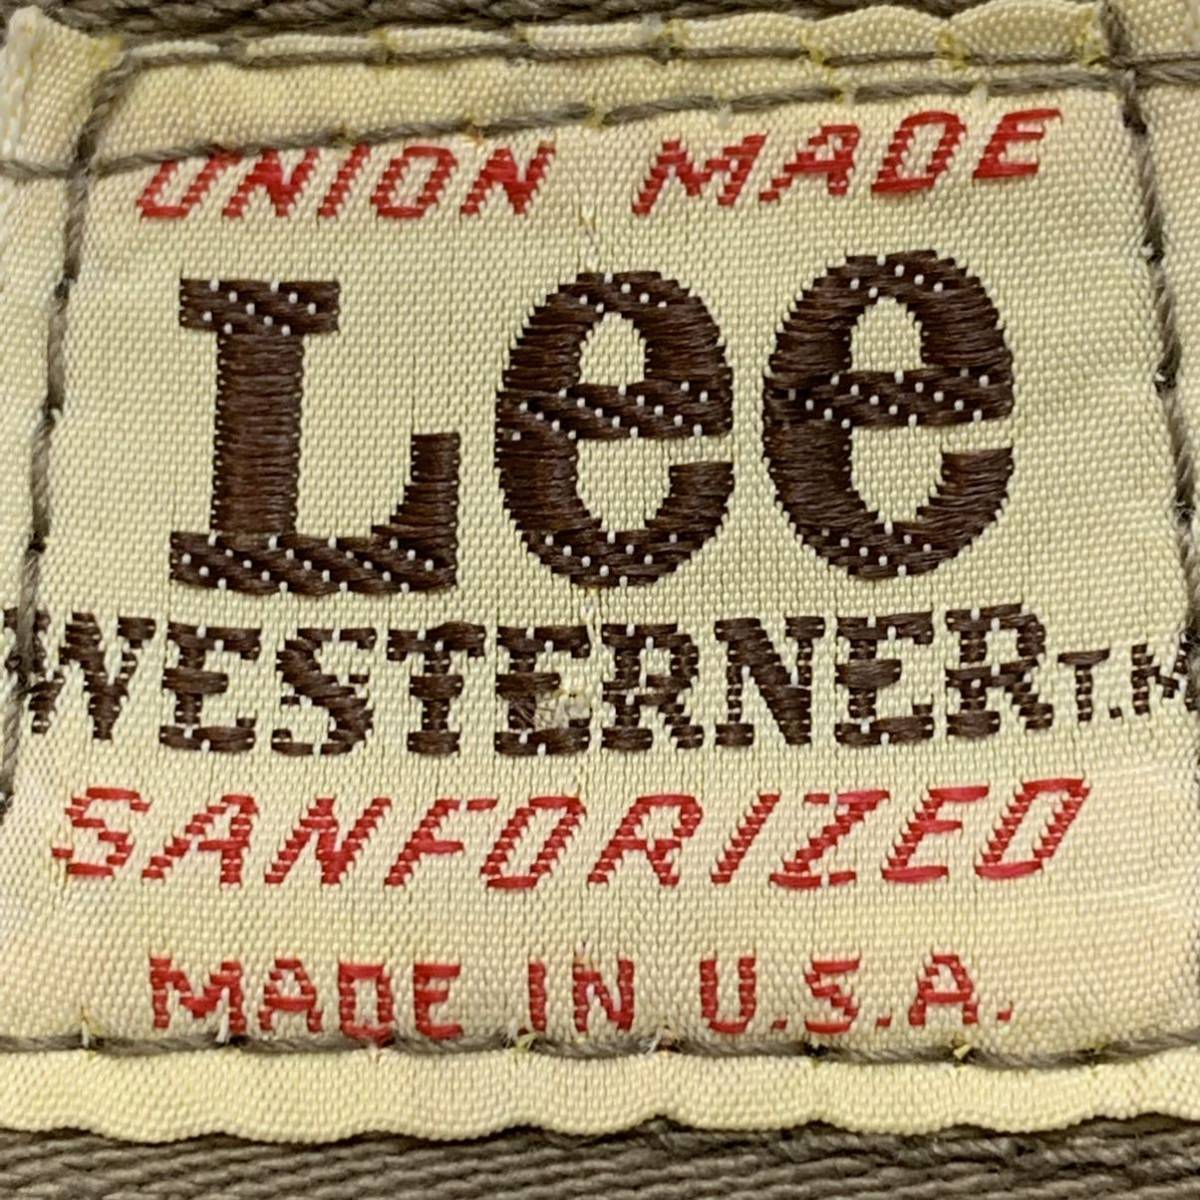 UNION MADE
Lee
WESTERNER T.M
SANFORIZED
MADE IN U.S.A.